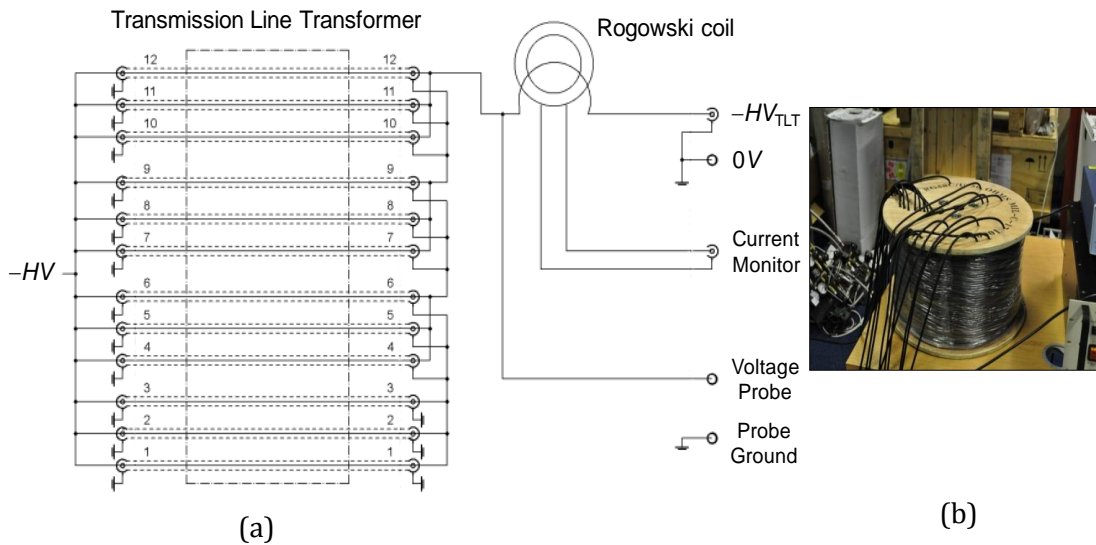 Transmission Line Transformer
Rogowski coil
12 12
11 11
10 10
9 9
8 8
7 7
6 6
5 5
4 4
3 3
2 2
1 1
–HV
–HV_TLT
0V
Current
Monitor
Voltage
Probe
Probe
Ground
(a)
(b)